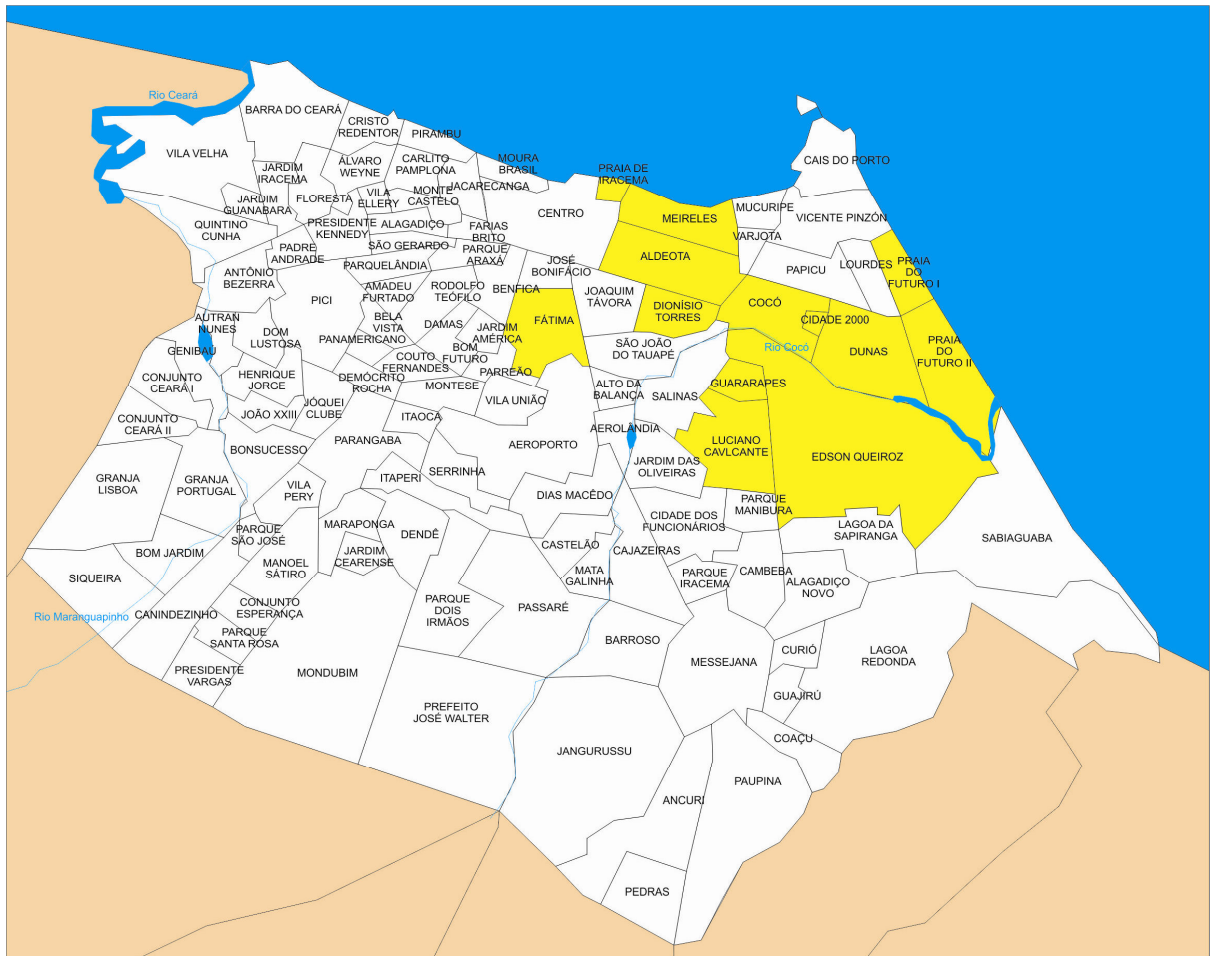 Rio Ceará
BARRA DO CEARÁ
CRISTO
REDENTOR
PIRAMBU
VILA VELHA
JARDIM
IRACEMA
ÁLVARO
WEYNE
CARLITO
PAMPLONA
MOURA
BRASIL
JACARECANGA
PRAIA DE
IRACEMA
CAIS DO PORTO
JARDIM
GUANABARA
FLORESTA
VILA
ELLERY
MONTE
CASTELO
CENTRO
MEIRELES
MUCURIPE
VICENTE PINZÓN
QUINTINO
CUNHA
PRESIDENTE
KENNEDY
ALAGADIÇO
FARIAS
BRITO
VARJOTA
PADRE
ANDRADE
SÃO GERARDO
PARQUE
ARAXÁ
ALDEOTA
PAPICU
LOURDES
PRAIA
DO
FUTURO I
ANTÔNIO
BEZERRA
PICI
PARQUELÂNDIA
AMADEU
FURTADO
RODOLFO
TEÓFILO
BENFICA
JOSÉ
BONIFÁCIO
JOAQUIM
TÁVORA
DIONÍSIO
TORRES
COCÓ
CIDADE 2000
AUTRAN
NUNES
DOM
LUSTOSA
BELA
VISTA
PANAMERICANO
DAMAS
JARDIM
AMÉRICA
FÁTIMA
SÃO JOÃO
DO TAUAPÉ
Rio Cocó
DUNAS
PRAIA
DO
FUTURO II
GENIBAÚ
COUTO
FERNANDES
BOM
FUTURO
PARREÃO
CONJUNTO
CEARÁ I
HENRIQUE
JORCE
DEMÓCRITO
ROCHA
MONTESE
VILA UNIÃO
ALTO DA
BALANÇA
SALINAS
GUARARAPES
CONJUNTO
CEARÁ II
JOÃO XXIII
JÓQUEI
CLUBE
ITAOCA
AEROLÂNDIA
BONSUCESSO
PARANGABA
AEROPORTO
LUCIANO
CAVLCANTE
EDSON QUEIROZ
GRANJA
LISBOA
GRANJA
PORTUGAL
VILA
PERY
ITAPERI
SERRINHA
JARDIM DAS
OLIVEIRAS
DIAS MACÊDO
PARQUE
MANIBURA
PARQUE
SÃO JOSÉ
MARAPONGA
DENDÊ
CIDADE DOS
FUNCIONÁRIOS
LAGOA DA
SAPIRANGA
SABIAGUABA
BOM JARDIM
JARDIM
CEARENSE
CASTELÃO
CAJAZEIRAS
SIQUEIRA
MANOEL
SÁTIRO
MATA
GALINHA
PARQUE
IRACEMA
CAMBEBA
ALAGADIÇO
NOVO
Rio Maranguapinho
CANINDEZINHO
CONJUNTO
ESPERANÇA
PARQUE
DOIS
IRMÃOS
PASSARÉ
PARQUE
SANTA ROSA
BARROSO
MESSEJANA
CURIÓ
LAGOA
REDONDA
PRESIDENTE
VARGAS
MONDUBIM
GUAJIRÚ
PREFEITO
JOSÉ WALTER
COAÇU
JANGURUSSU
PAUPINA
ANCURI
PEDRAS